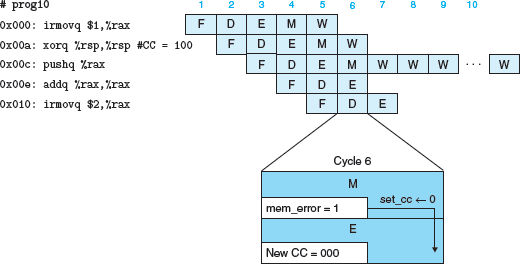 # prog10 1 2 3 4 5 6 7 8 9 10
0x000: irmovq $1,%rax F D E M W
0x00a: xorq %rsp,%rsp #CC = 100 F D E M W
0x00c: pushq %rax F D E M W W W ... W
0x00e: addq %rax,%rax F D E
0x010: irmovq $2,%rax F D E
Cycle 6
M
set_cc ← 0
mem_error = 1
E
New CC = 000